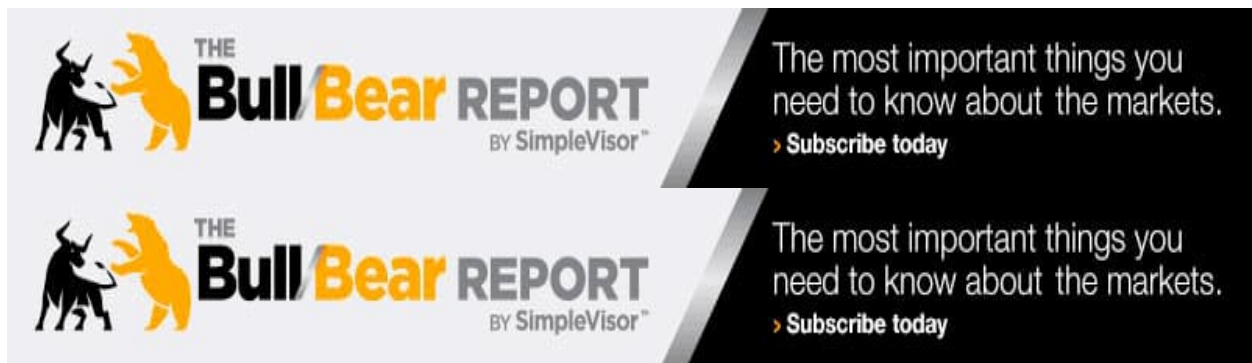 THE
Bull/Bear REPORT
BY SimpleVisor™
The most important things you
need to know about the markets.
› Subscribe today
THE
Bull/Bear REPORT
BY SimpleVisor™
The most important things you
need to know about the markets.
› Subscribe today